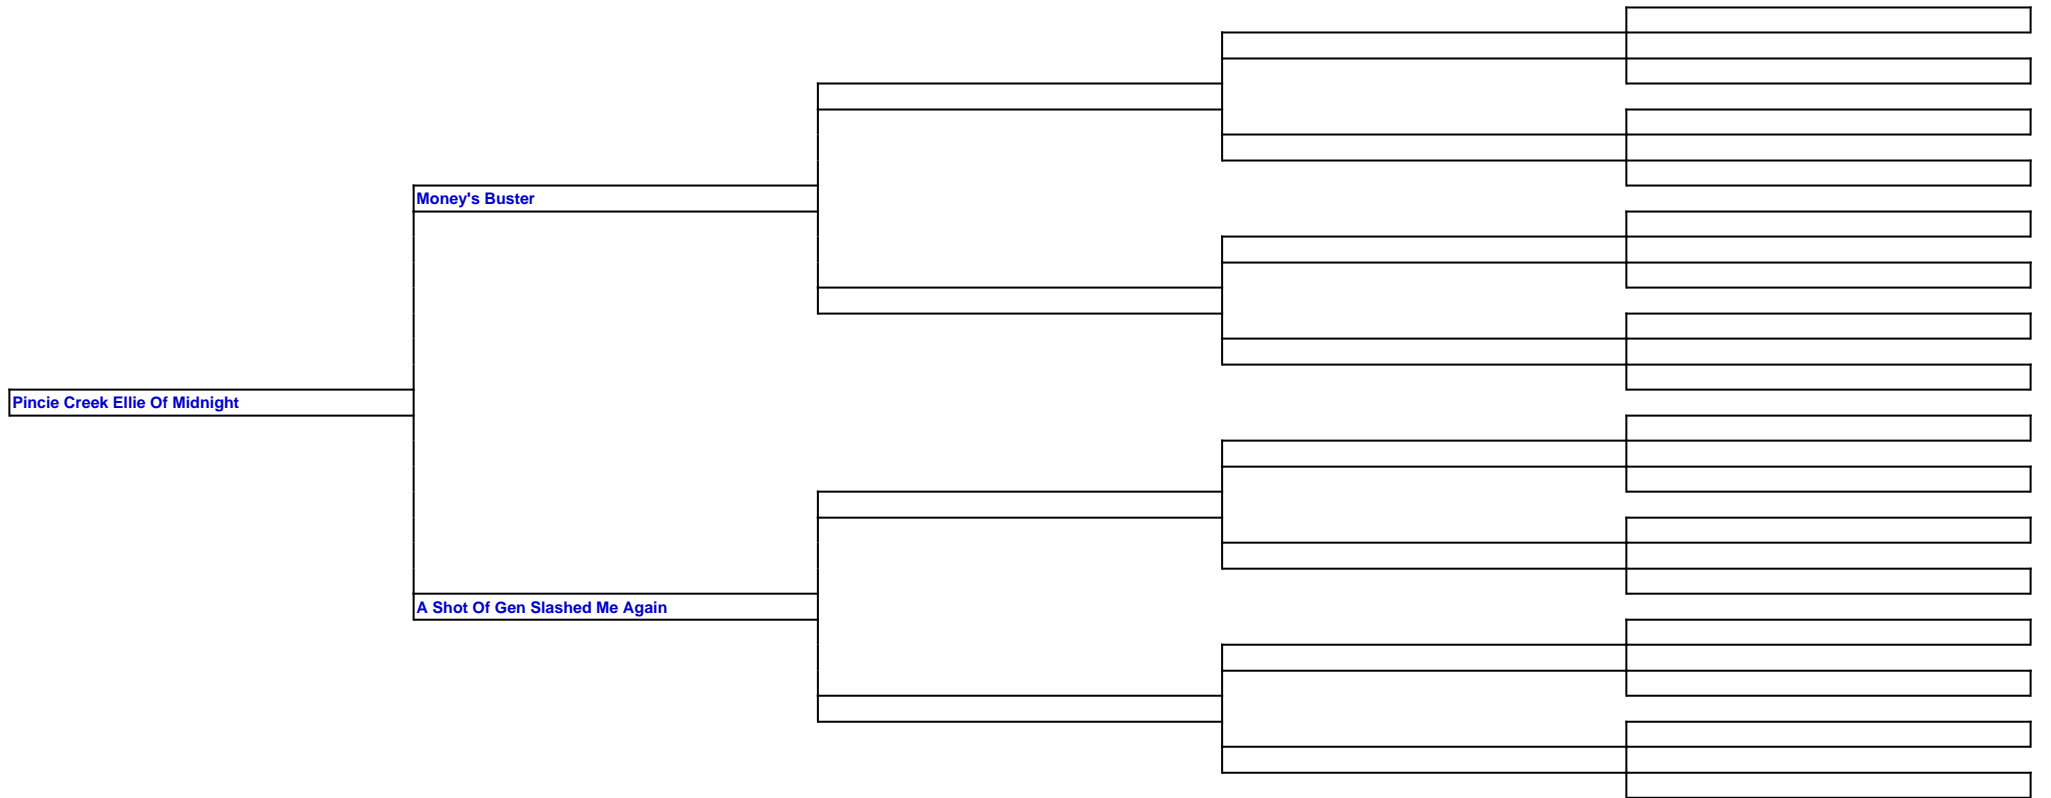 Money's Buster
Pincie Creek Ellie Of Midnight
A Shot Of Gen Slashed Me Again